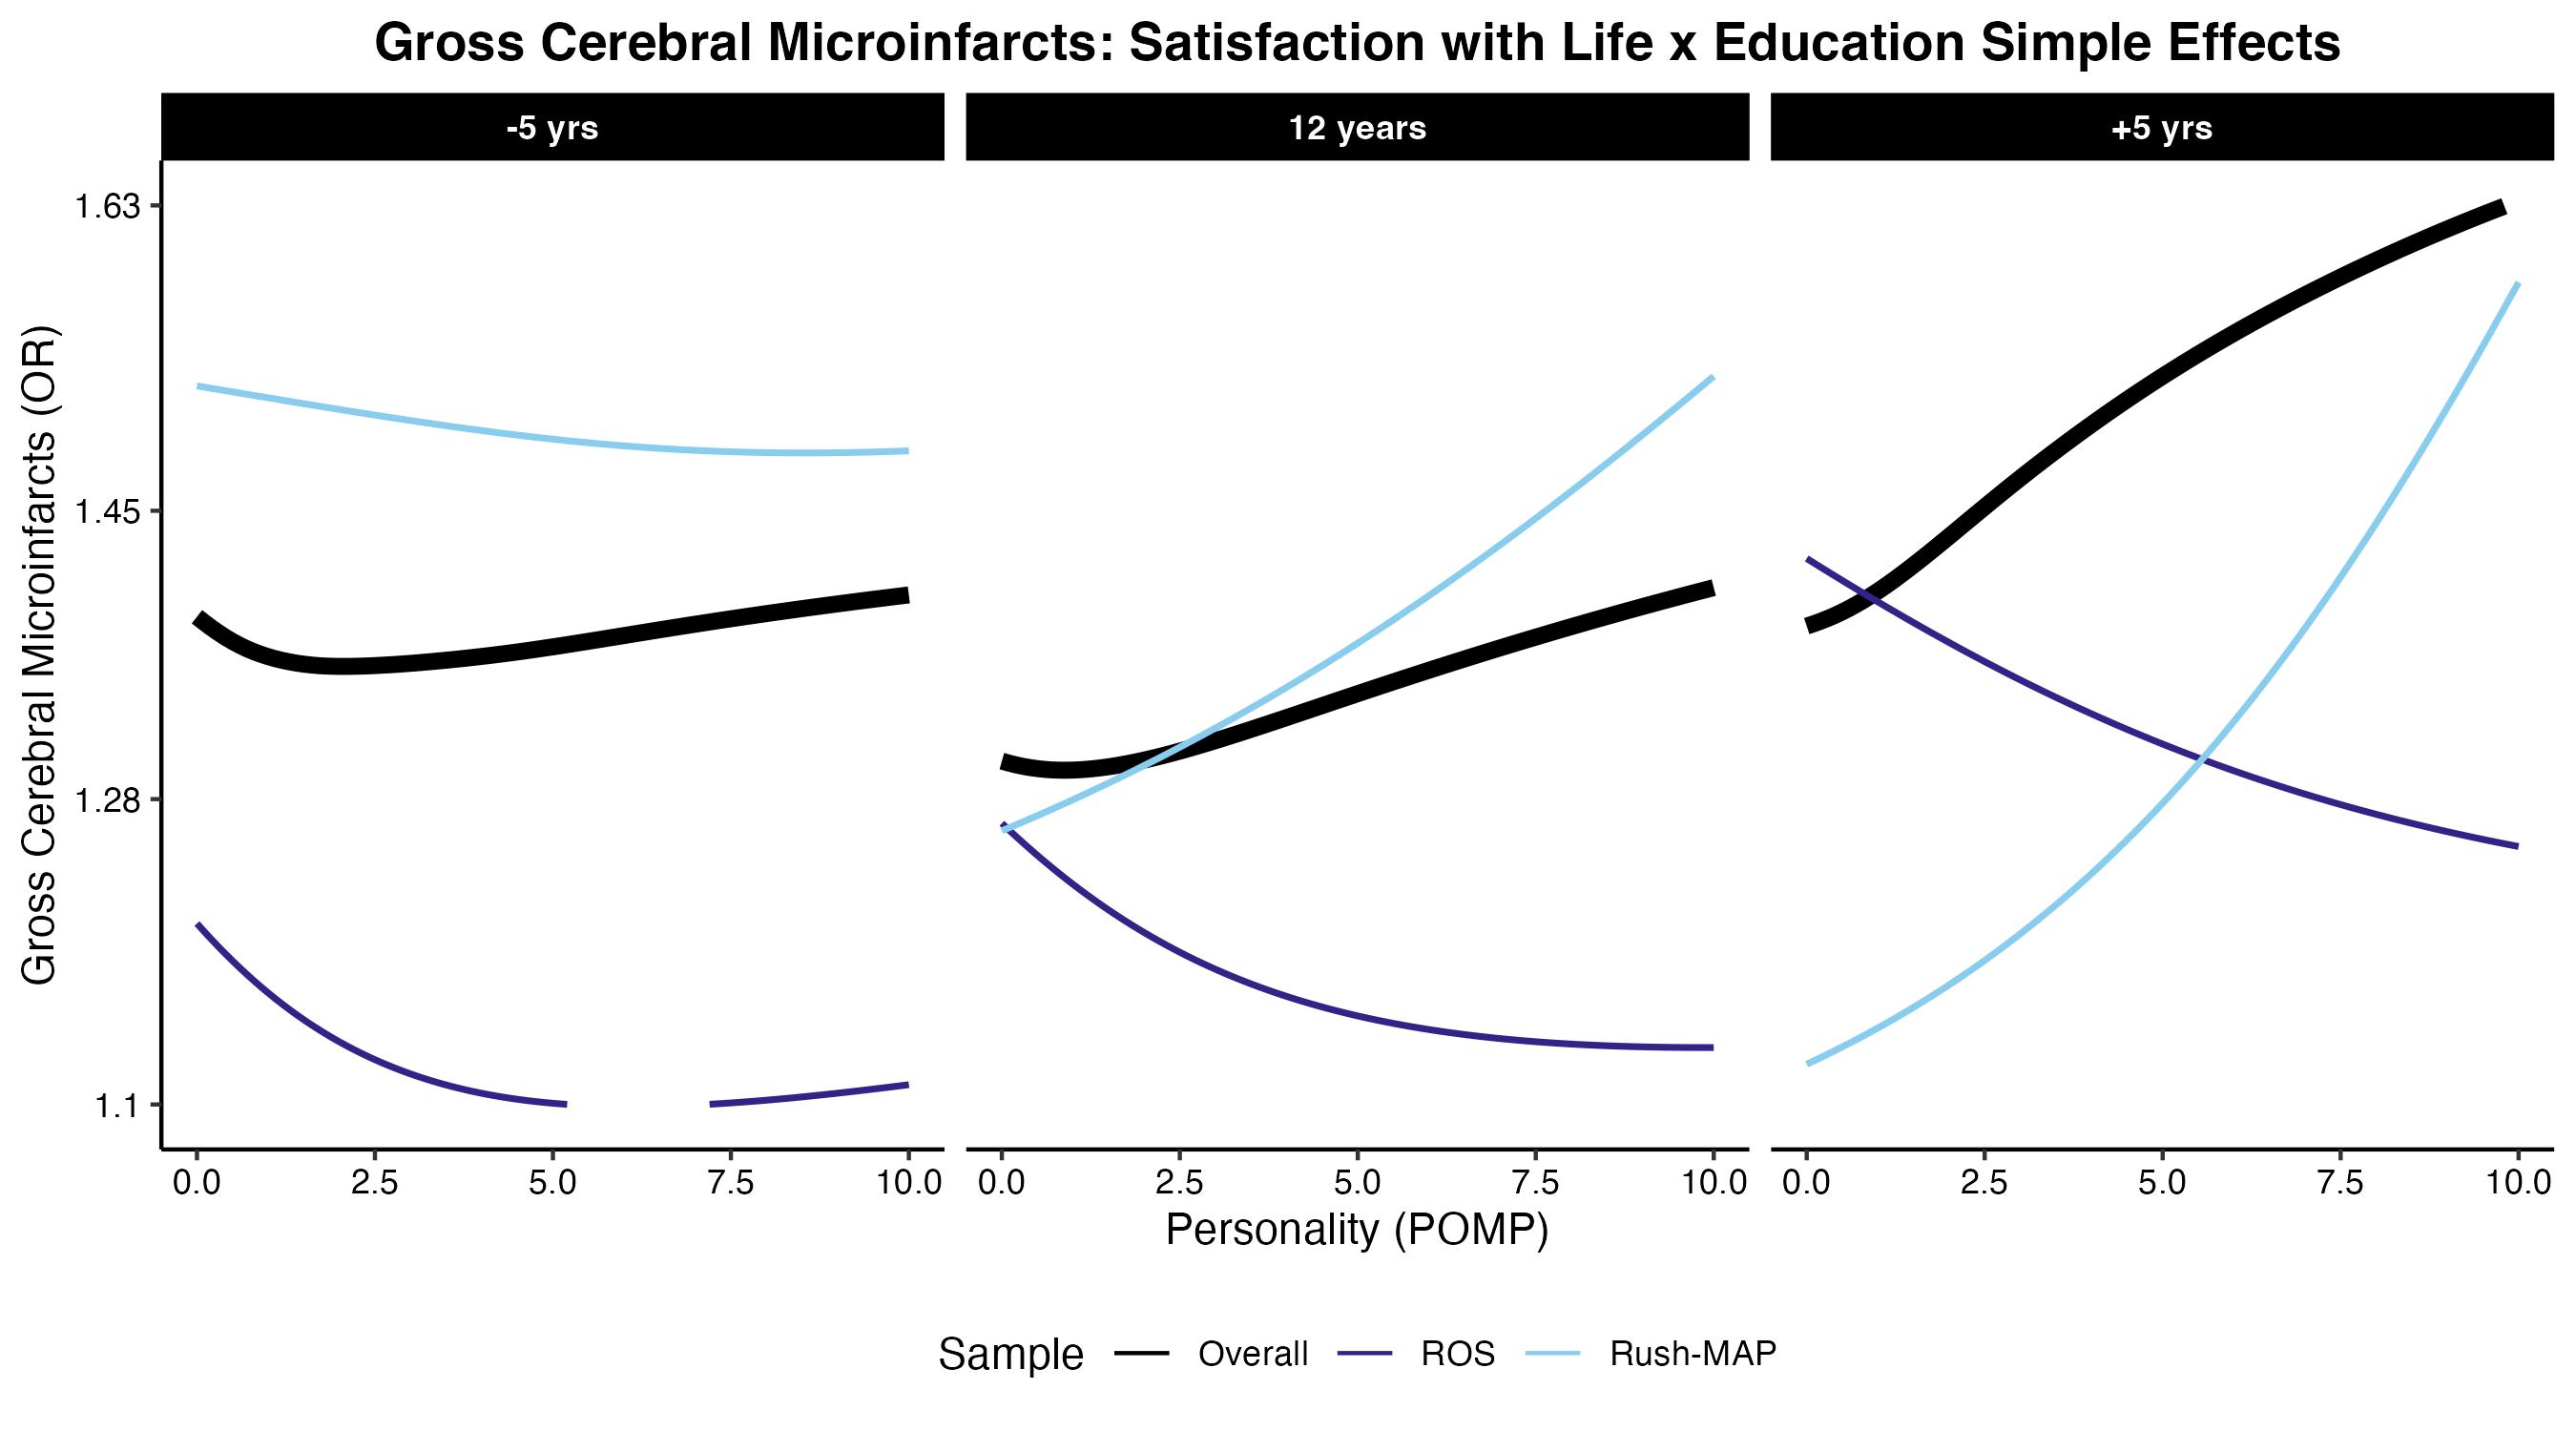 Gross Cerebral Microinfarcts: Satisfaction with Life x Education Simple Effects
-5 yrs
12 years
+5 yrs
Gross Cerebral Microinfarcts (OR)
1.63
1.45
1.28
1.1
0.0 2.5 5.0 7.5 10.0
0.0 2.5 5.0 7.5 10.0
0.0 2.5 5.0 7.5 10.0
Personality (POMP)
Sample Overall ROS Rush-MAP